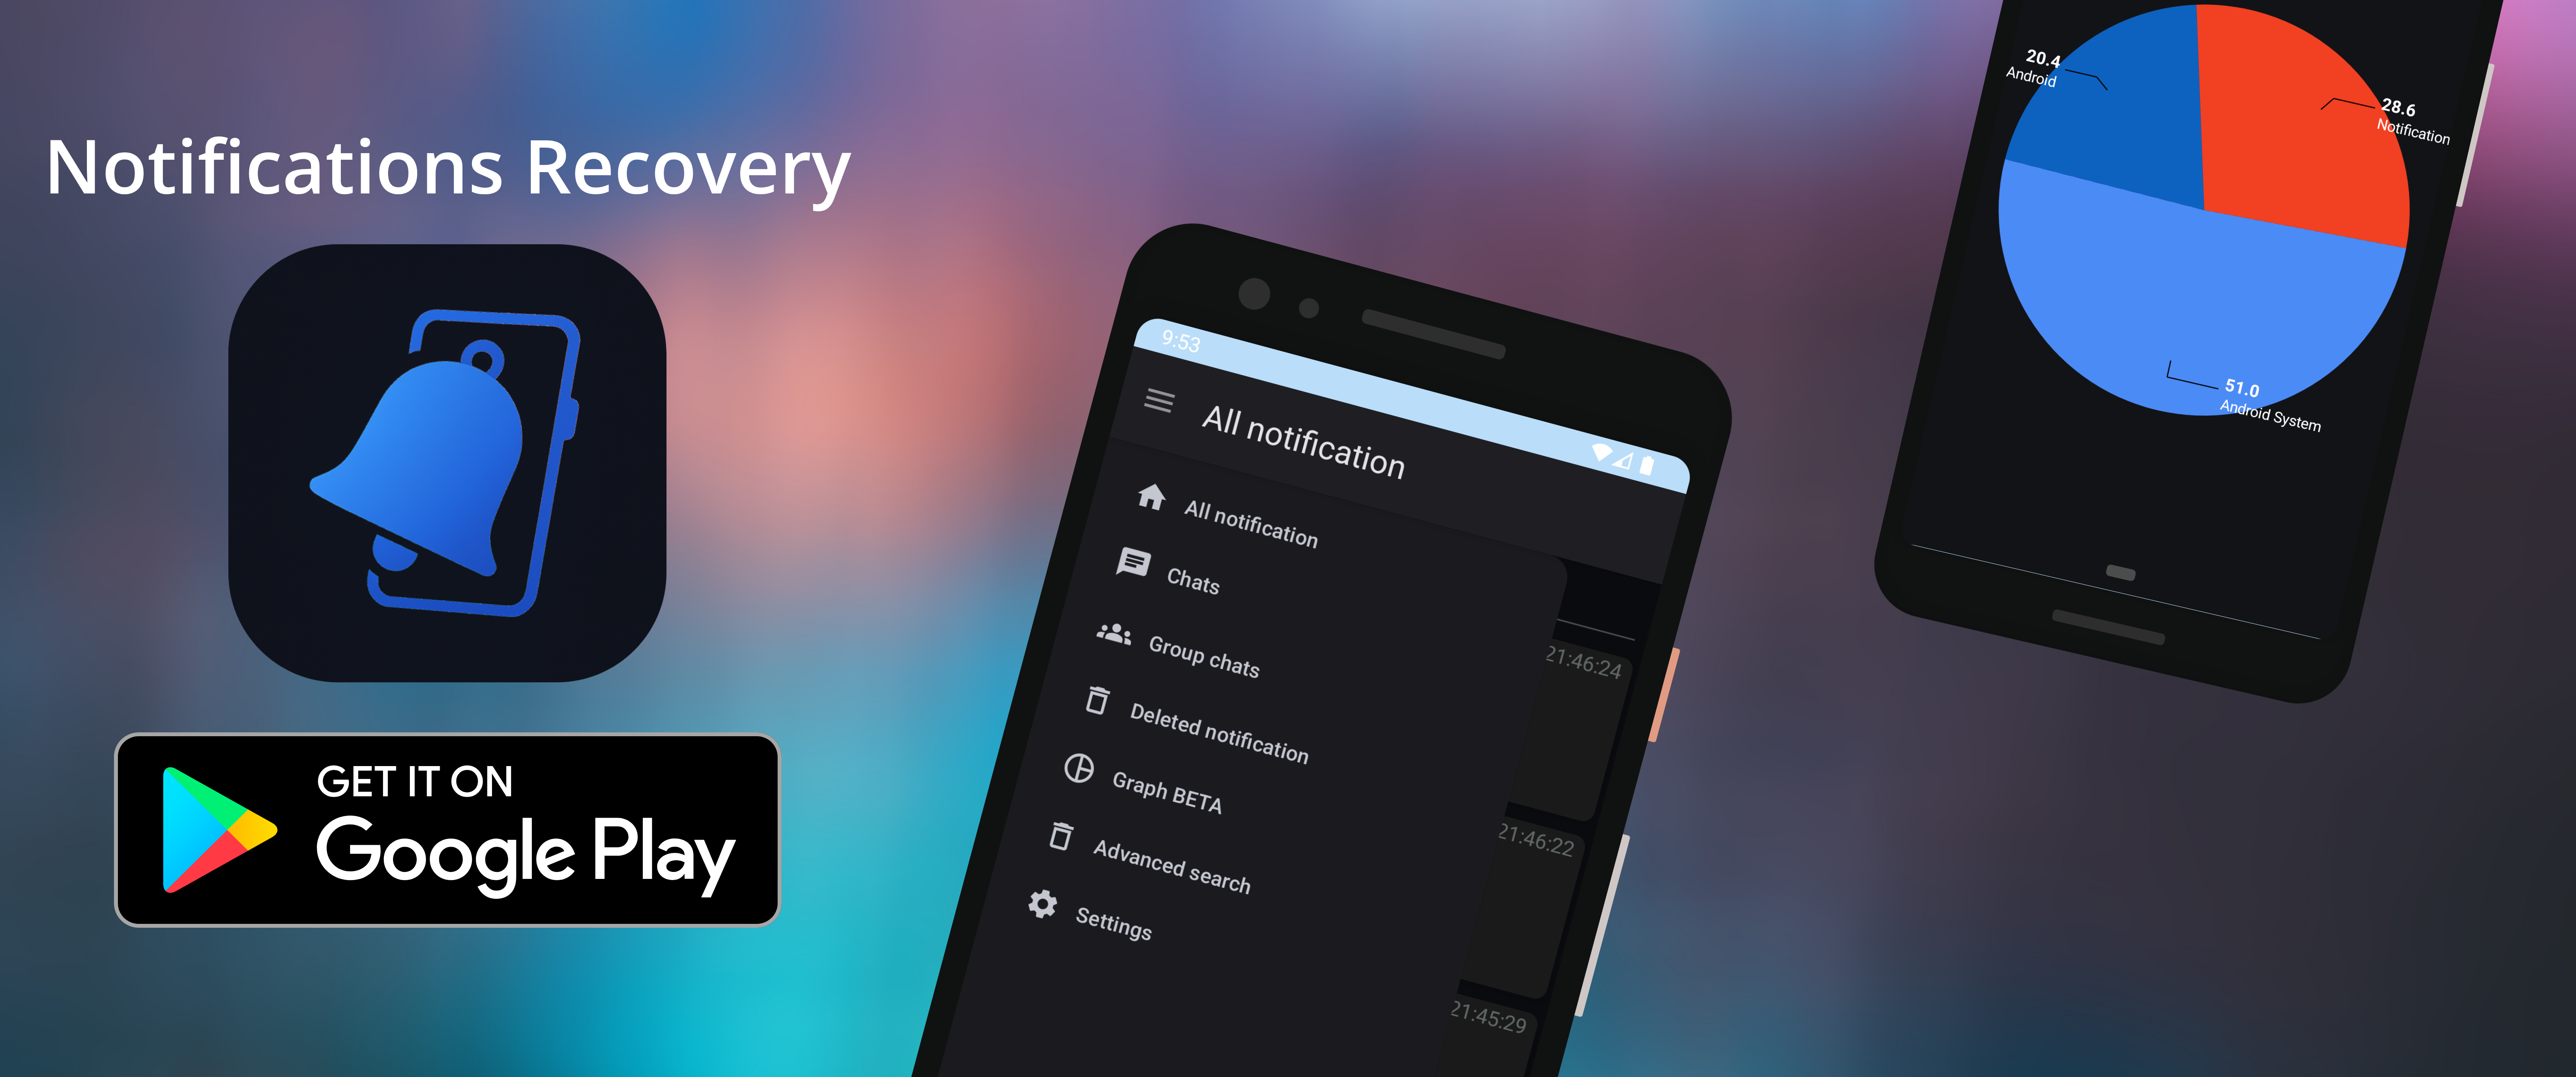 Notifications Recovery
GET IT ON
Google Play
9:53
All notification
All notification
Chats
Group chats
Deleted notification
Graph BETA
Advanced search
Settings
21:46:24
21:46:22
21:45:29
20.4
Android
28.6
Notification
51.0
Android System